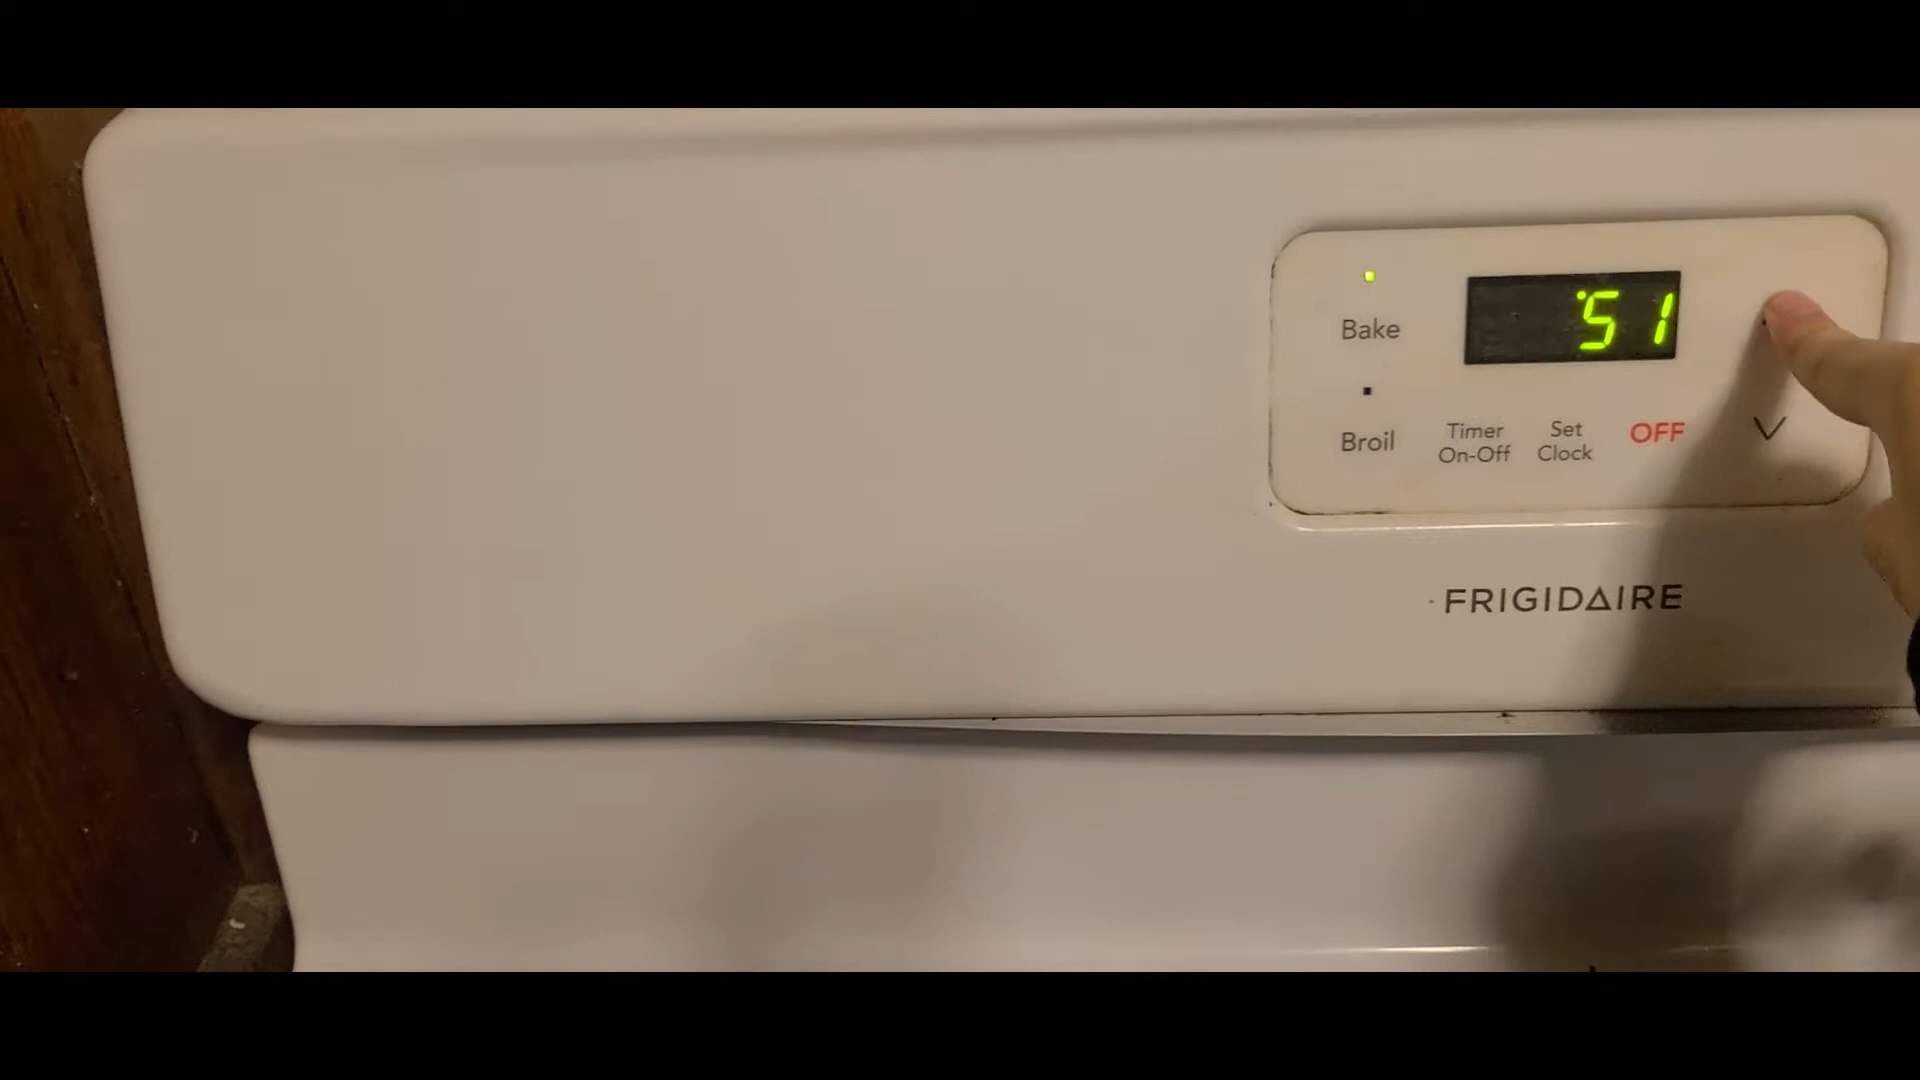 Bake
51
Broil
Timer
On-Off
Set
Clock
OFF
FRIGIDAIRE